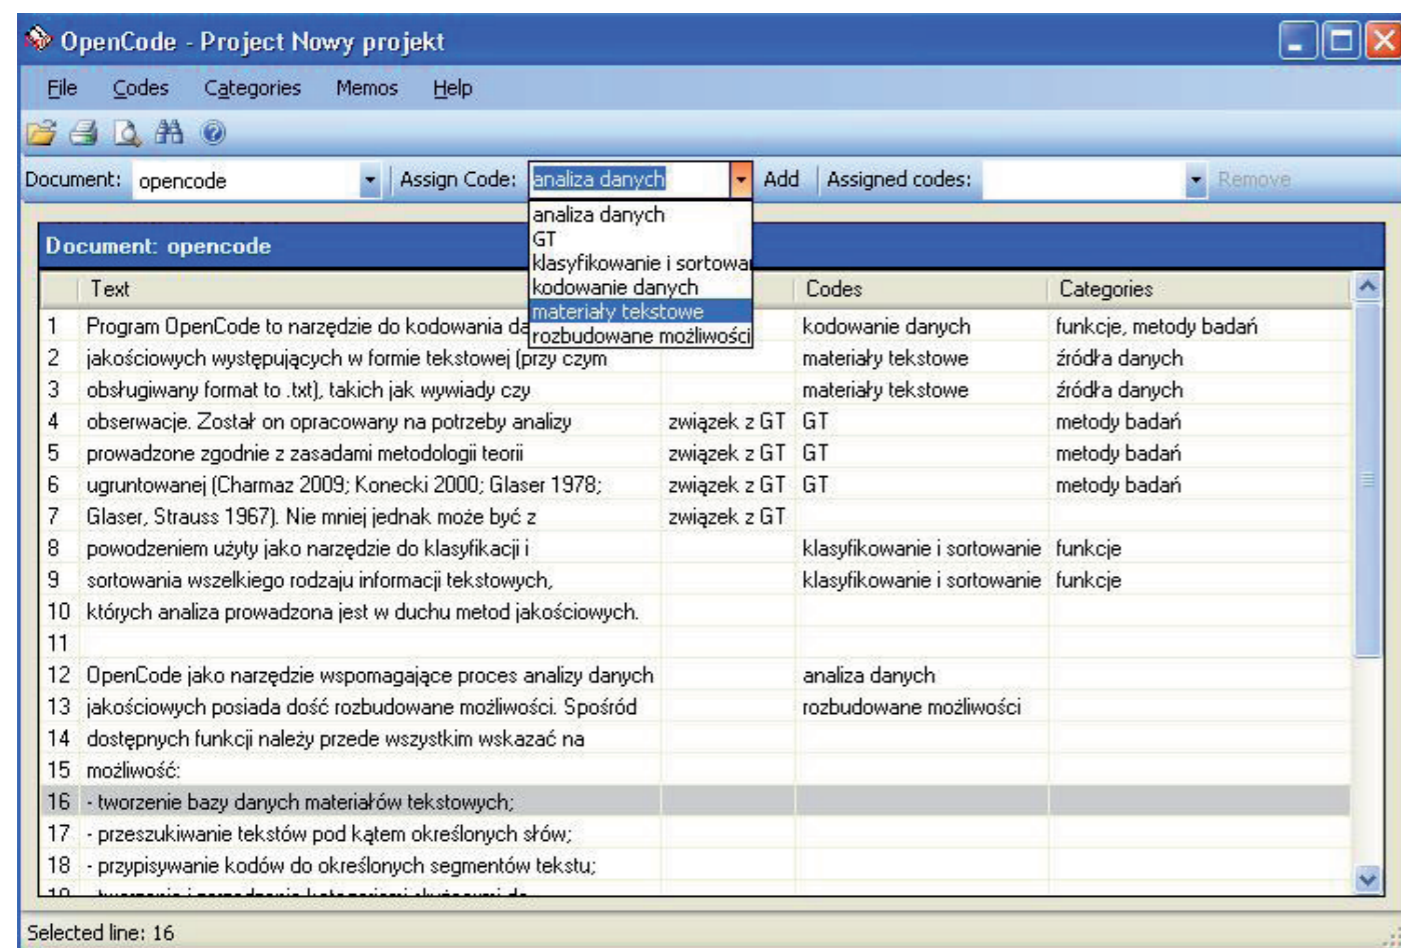 OpenCode - Project Nowy projekt
File Codes Categories Memos Help
Document: opencode Assign Code: analiza danych Add Assigned codes: Remove
analiza danych
GT
klasyfikowanie i sortowa
kodowanie danych
materiały tekstowe
rozbudowane możliwości
Document: opencode
Text Codes Categories
1 Program OpenCode to narzędzie do kodowania da kodowanie danych funkcje, metody badań
2 jakościowych występujących w formie tekstowej (przy czym materiały tekstowe źródła danych
3 obsługiwany format to .txt), takich jak wywiady czy materiały tekstowe źródła danych
4 obserwacje. Został on opracowany na potrzeby analizy związek z GT GT metody badań
5 prowadzone zgodnie z zasadami metodologii teorii związek z GT GT metody badań
6 ugruntowanej (Charmaz 2009; Konecki 2000; Glaser 1978; związek z GT GT metody badań
7 Glaser, Strauss 1967). Nie mniej jednak może być z związek z GT
8 powodzeniem użyty jako narzędzie do klasyfikacji i klasyfikowanie i sortowanie funkcje
9 sortowania wszelkiego rodzaju informacji tekstowych, klasyfikowanie i sortowanie funkcje
10 których analiza prowadzona jest w duchu metod jakościowych.
11
12 OpenCode jako narzędzie wspomagające proces analizy danych analiza danych
13 jakościowych posiada dość rozbudowane możliwości. Spośród rozbudowane możliwości
14 dostępnych funkcji należy przede wszystkim wskazać na
15 możliwość:
16 - tworzenie bazy danych materiałów tekstowych;
17 - przeszukiwanie tekstów pod kątem określonych słów;
18 - przypisywanie kodów do określonych segmentów tekstu;
Selected line: 16